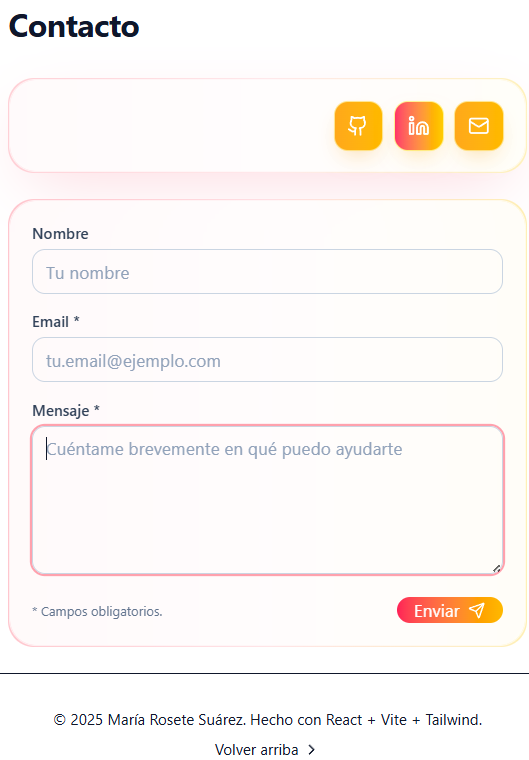 Contacto
Nombre
Tu nombre
Email *
tu.email@ejemplo.com
Mensaje *
Cuéntame brevemente en qué puedo ayudarte
* Campos obligatorios.
Enviar
© 2025 María Rosete Suárez. Hecho con React + Vite + Tailwind.
Volver arriba